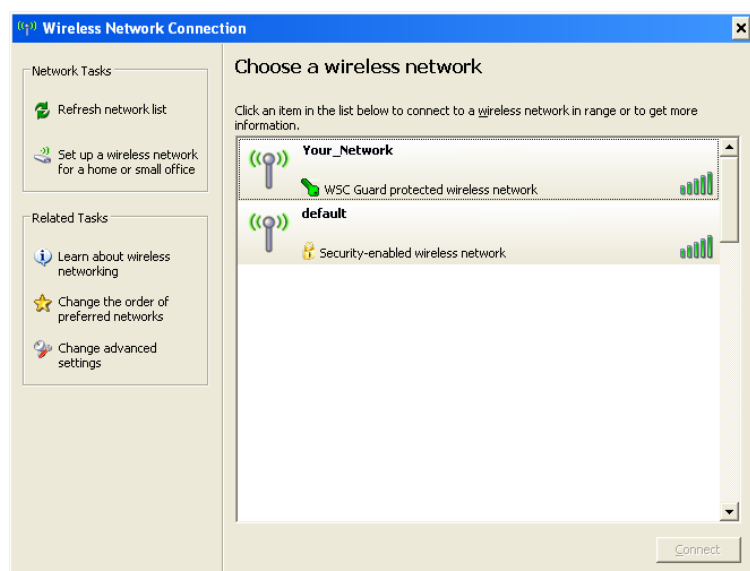 Wireless Network Connection
Network Tasks
Refresh network list
Set up a wireless network
for a home or small office
Related Tasks
Learn about wireless
networking
Change the order of
preferred networks
Change advanced
settings
Choose a wireless network
Click an item in the list below to connect to a wireless network in range or to get more
information.
Your_Network
WSC Guard protected wireless network
default
Security-enabled wireless network
Connect